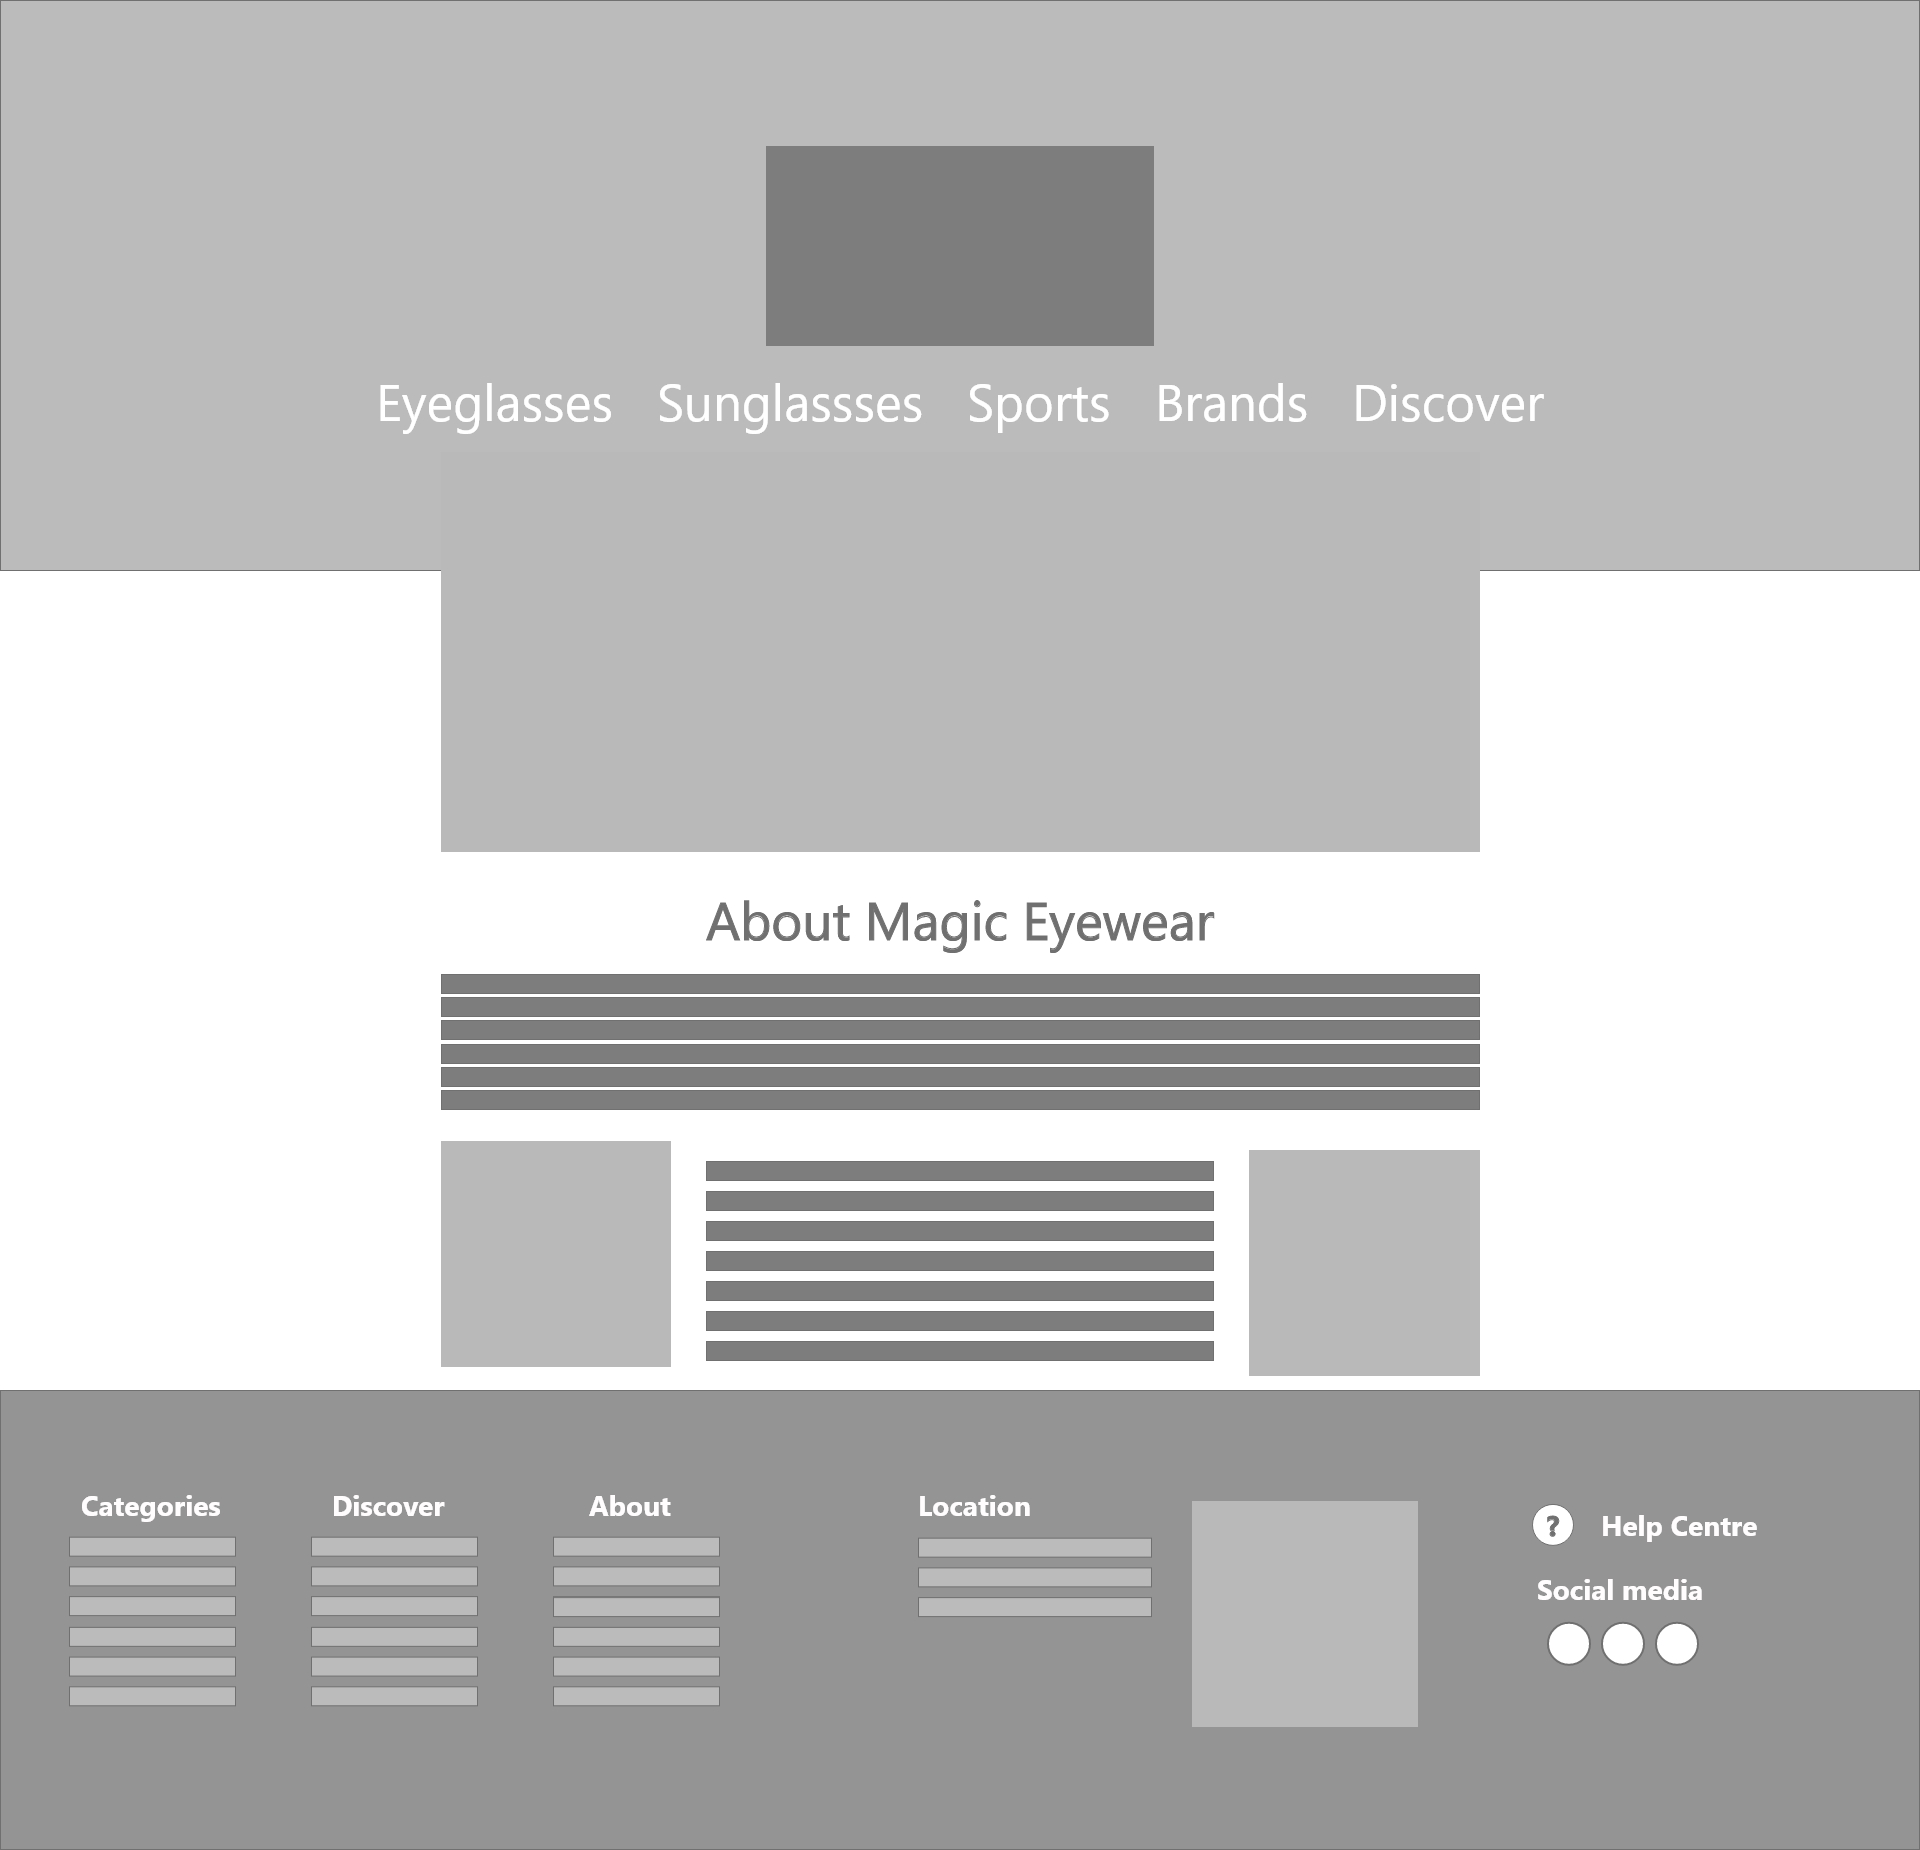 Eyeglasses Sunglassses Sports Brands Discover
About Magic Eyewear
Categories
Discover
About
Location
? Help Centre
Social media